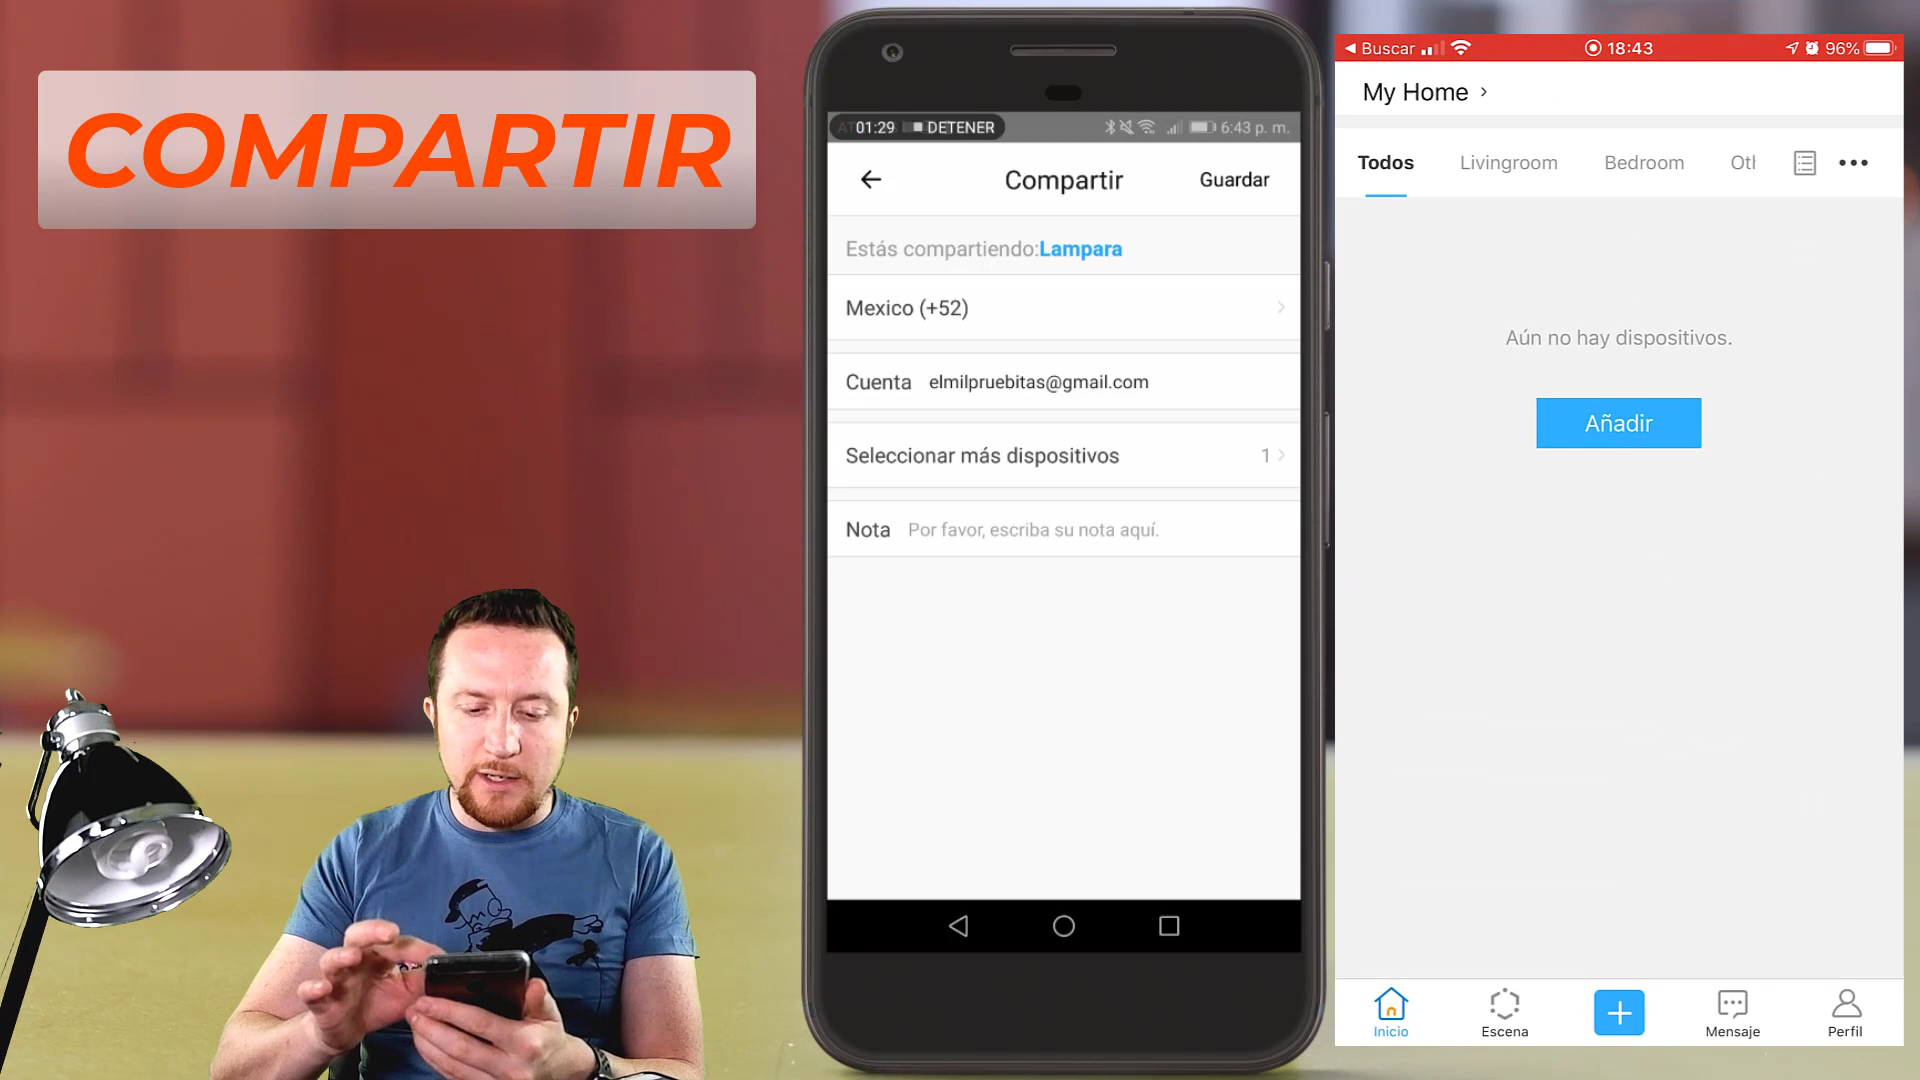 COMPARTIR
01:29 DETENER
6:43 p. m.
Compartir
Guardar
Estás compartiendo:Lampara
Mexico (+52)
Cuenta elmilpruebitas@gmail.com
Seleccionar más dispositivos 1
Nota Por favor, escriba su nota aquí.
Buscar 18:43 96%
My Home
Todos Livingroom Bedroom Otl
Aún no hay dispositivos.
Añadir
Inicio Escena Mensaje Perfil